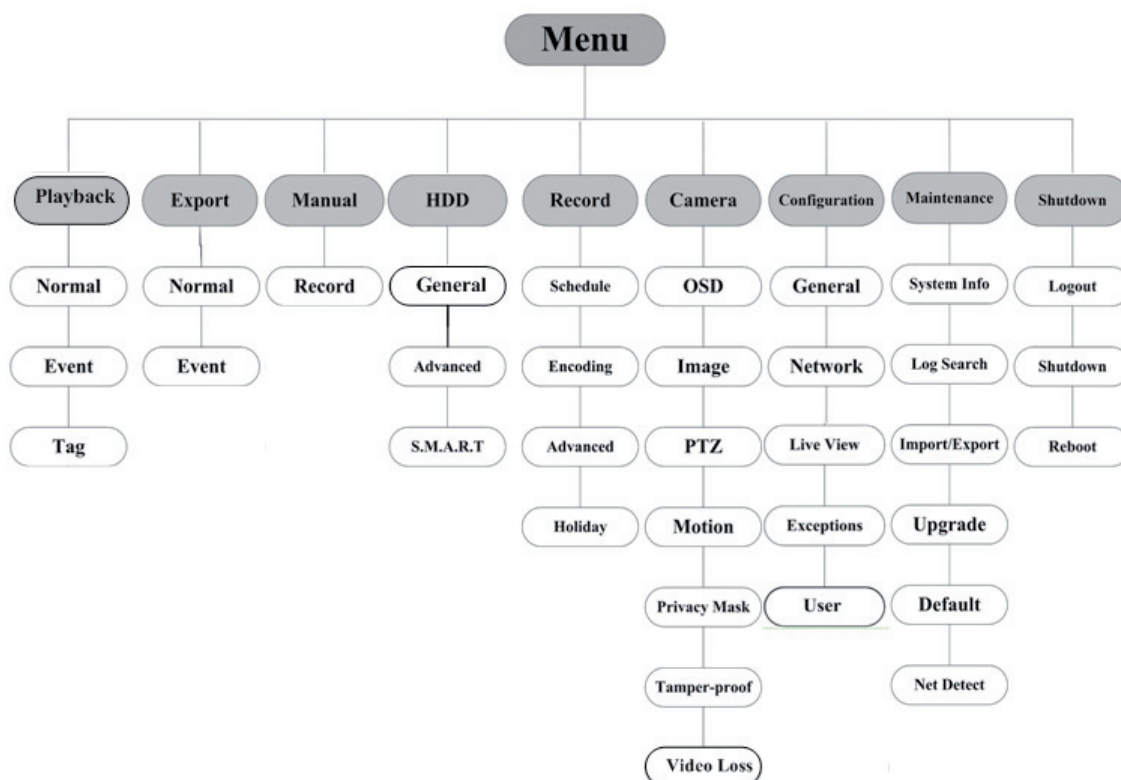 Menu
Playback
Export
Manual
HDD
Record
Camera
Configuration
Maintenance
Shutdown
Normal
Normal
Record
General
Schedule
OSD
General
System Info
Logout
Event
Event
Advanced
Encoding
Image
Network
Log Search
Shutdown
Tag
S.M.A.R.T
Advanced
PTZ
Live View
Import/Export
Reboot
Holiday
Motion
Exceptions
Upgrade
Privacy Mask
User
Default
Tamper-proof
Net Detect
Video Loss